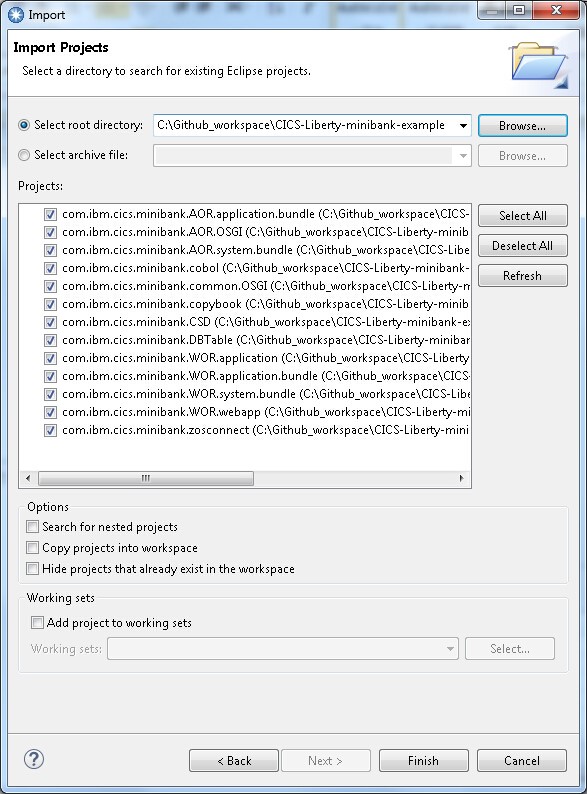 Import
Import Projects
Select a directory to search for existing Eclipse projects.
Select root directory: C:\Github_workspace\CICS-Liberty-minibank-example Browse...
Select archive file: Browse...
Projects:
com.ibm.cics.minibank.AOR.application.bundle (C:\Github_workspace\CICS-
com.ibm.cics.minibank.AOR.OSGI (C:\Github_workspace\CICS-Liberty-minib
com.ibm.cics.minibank.AOR.system.bundle (C:\Github_workspace\CICS-Libe
com.ibm.cics.minibank.cobol (C:\Github_workspace\CICS-Liberty-minibank-
com.ibm.cics.minibank.common.OSGI (C:\Github_workspace\CICS-Liberty-m
com.ibm.cics.minibank.copybook (C:\Github_workspace\CICS-Liberty-minib
com.ibm.cics.minibank.CSD (C:\Github_workspace\CICS-Liberty-minibank-ex
com.ibm.cics.minibank.DBTable (C:\Github_workspace\CICS-Liberty-minibar
com.ibm.cics.minibank.WOR.application (C:\Github_workspace\CICS-Liberty
com.ibm.cics.minibank.WOR.application.bundle (C:\Github_workspace\CICS-
com.ibm.cics.minibank.WOR.system.bundle (C:\Github_workspace\CICS-Libe
com.ibm.cics.minibank.WOR.webapp (C:\Github_workspace\CICS-Liberty-mi
com.ibm.cics.minibank.zosconnect (C:\Github_workspace\CICS-Liberty-mini
Select All
Deselect All
Refresh
Options
Search for nested projects
Copy projects into workspace
Hide projects that already exist in the workspace
Working sets
Add project to working sets
Working sets: Select...
? < Back Next > Finish Cancel